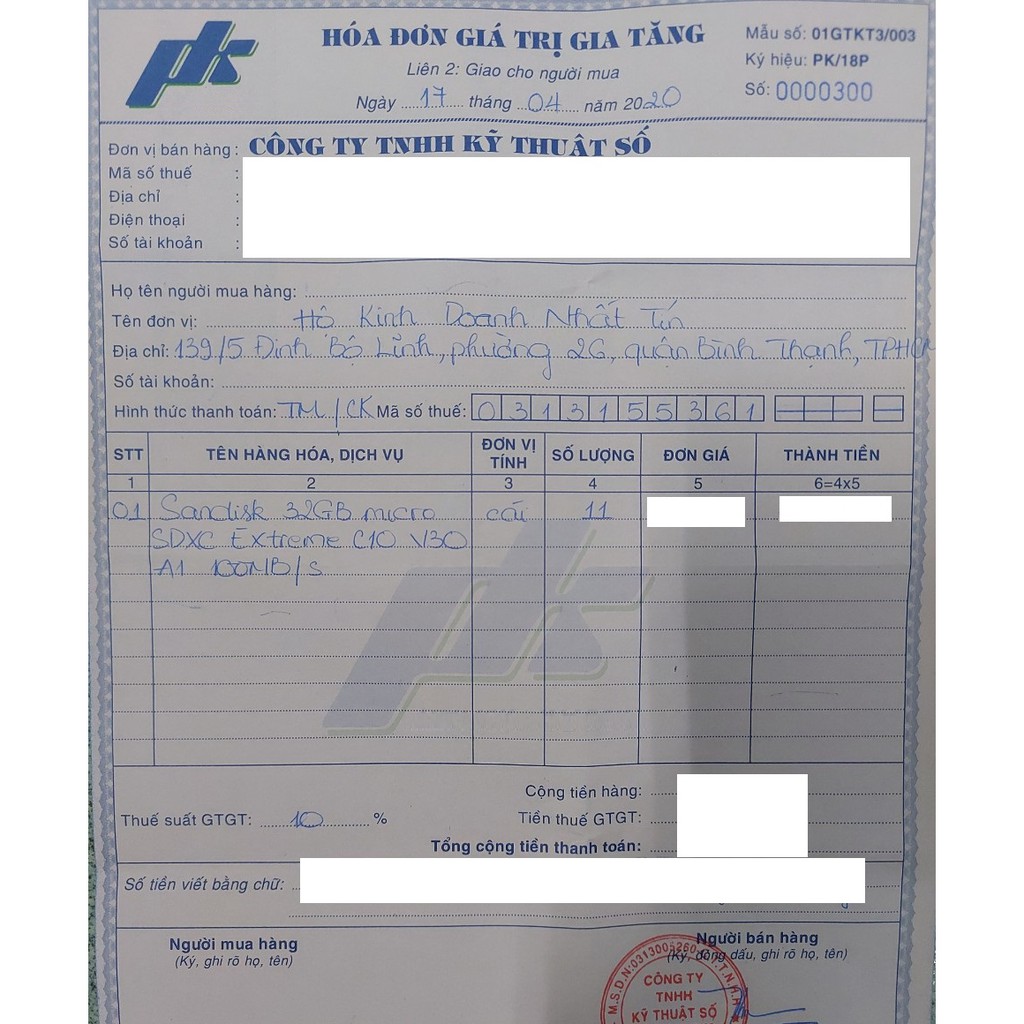 pk
HÓA ĐƠN GIÁ TRỊ GIA TĂNG
Liên 2: Giao cho người mua
Ngày 17 tháng 04 năm 2020
Mẫu số: 01GTKT3/003
Ký hiệu: PK/18P
Số: 0000300
Đơn vị bán hàng: CÔNG TY TNHH KỸ THUẬT SỐ
Mã số thuế :
Địa chỉ :
Điện thoại :
Số tài khoản :
Họ tên người mua hàng:
Tên đơn vị: Hộ Kinh Doanh Nhất Tín
Địa chỉ: 139/5 Đinh Bộ Lĩnh, phường 26, quận Bình Thạnh, TPHCM
Số tài khoản:
Hình thức thanh toán: TM/CK Mã số thuế: 0313155361
STT TÊN HÀNG HÓA, DỊCH VỤ ĐƠN VỊ TÍNH SỐ LƯỢNG ĐƠN GIÁ THÀNH TIỀN
1 2 3 4 5 6=4x5
01 Sandisk 32GB micro cái 11
SDXC Extreme C10 V30
A1 100MB/s
pk
Cộng tiền hàng:
Thuế suất GTGT: 10 % Tiền thuế GTGT:
Tổng cộng tiền thanh toán:
Số tiền viết bằng chữ:
Người mua hàng
(Ký, ghi rõ họ, tên)
Người bán hàng
(Ký, đóng dấu, ghi rõ họ, tên)
CÔNG TY
TNHH
KỸ THUẬT SỐ